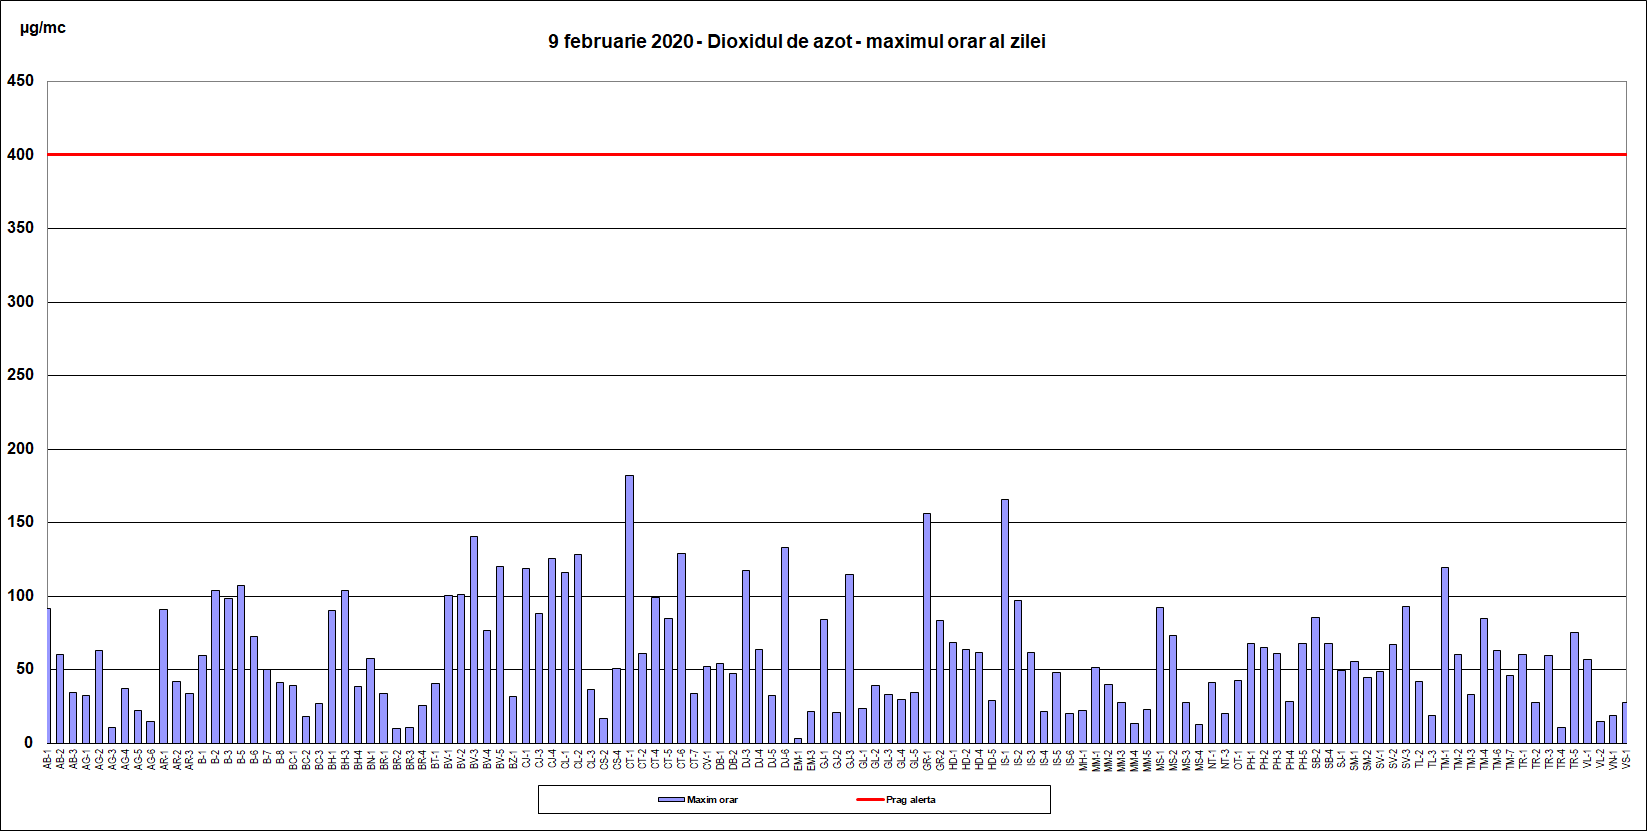 µg/mc
9 februarie 2020 - Dioxidul de azot - maximul orar al zilei
450
400
350
300
250
200
150
100
50
0
AB-1 AB-2 AB-3 AG-1 AG-2 AG-3 AG-4 AG-5 AG-6 AR-1 AR-2 AR-3 B-1 B-2 B-3 B-5 B-6 B-7 B-8 BC-1 BC-2 BC-3 BH-1 BH-3 BH-4 BN-1 BR-1 BR-2 BR-3 BR-4 BT-1 BV-1 BV-2 BV-3 BV-4 BV-5 BZ-1 CJ-1 CJ-3 CJ-4 CL-1 CL-2 CL-3 CS-2 CS-4 CT-1 CT-2 CT-4 CT-5 CT-6 CT-7 CV-1 DB-1 DB-2 DJ-3 DJ-4 DJ-5 DJ-6 EM-1 EM-3 GJ-1 GJ-2 GJ-3 GL-1 GL-2 GL-3 GL-4 GL-5 GR-1 GR-2 HD-1 HD-2 HD-4 HD-5 IS-1 IS-2 IS-3 IS-4 IS-5 IS-6 MH-1 MM-1 MM-2 MM-3 MM-4 MM-5 MS-1 MS-2 MS-3 MS-4 NT-1 NT-3 OT-1 PH-1 PH-2 PH-3 PH-4 PH-5 SB-2 SB-4 SJ-1 SM-1 SM-2 SV-1 SV-2 SV-3 TL-2 TL-3 TM-1 TM-2 TM-3 TM-4 TM-6 TM-7 TR-1 TR-2 TR-3 TR-4 TR-5 VL-1 VL-2 VN-1 VS-1
Maxim orar Prag alerta